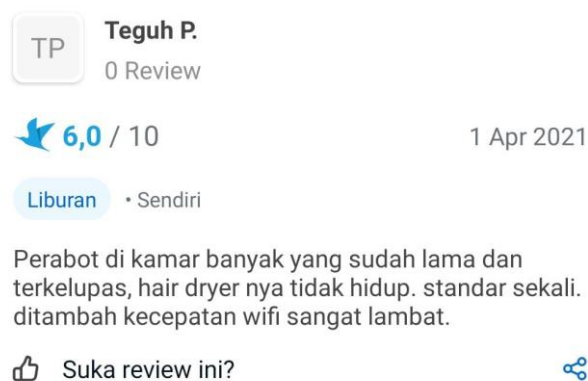 TP
Teguh P.
0 Review
6,0 / 10
1 Apr 2021
Liburan • Sendiri
Perabot di kamar banyak yang sudah lama dan
terkelupas, hair dryer nya tidak hidup. standar sekali.
ditambah kecepatan wifi sangat lambat.
Suka review ini?